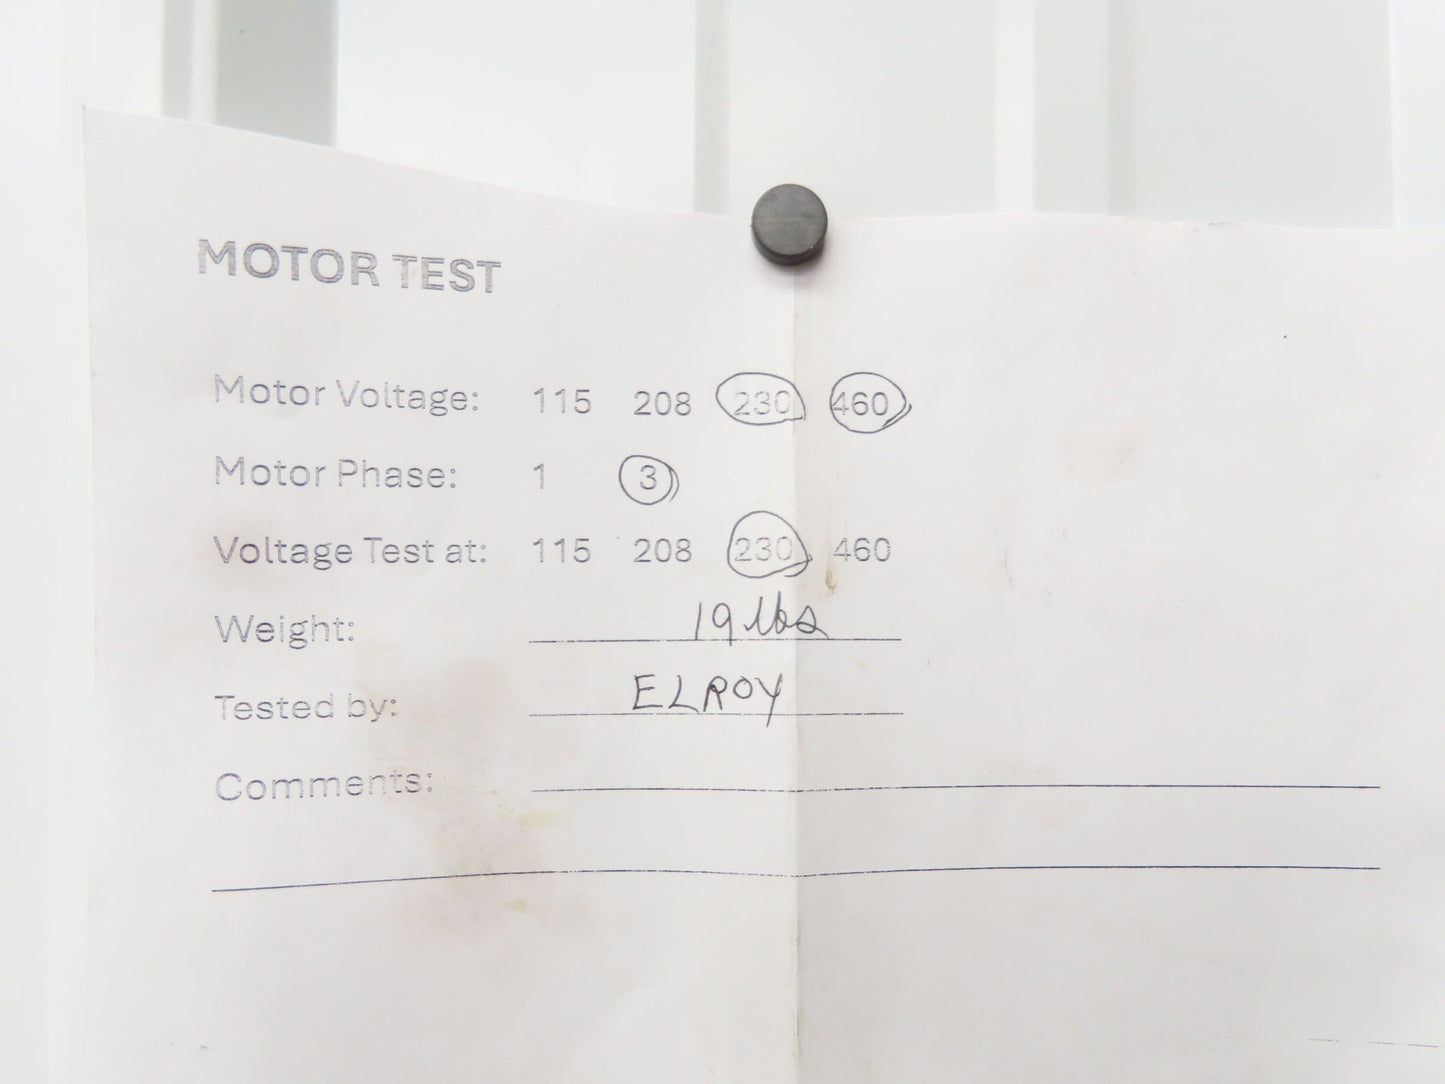 MOTOR TEST
Motor Voltage: 115 208 230 460
Motor Phase: 1 3
Voltage Test at: 115 208 230 460
Weight: 19 lbs
Tested by: ELROY
Comments: